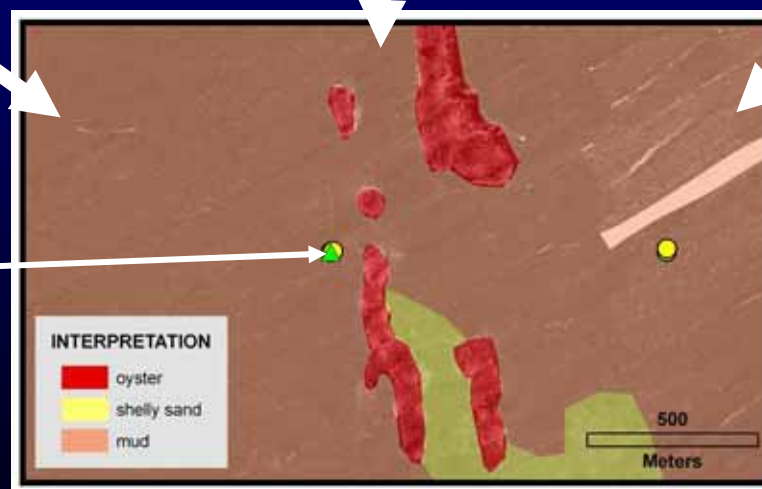 INTERPRETATION
oyster
shelly sand
mud
500
Meters